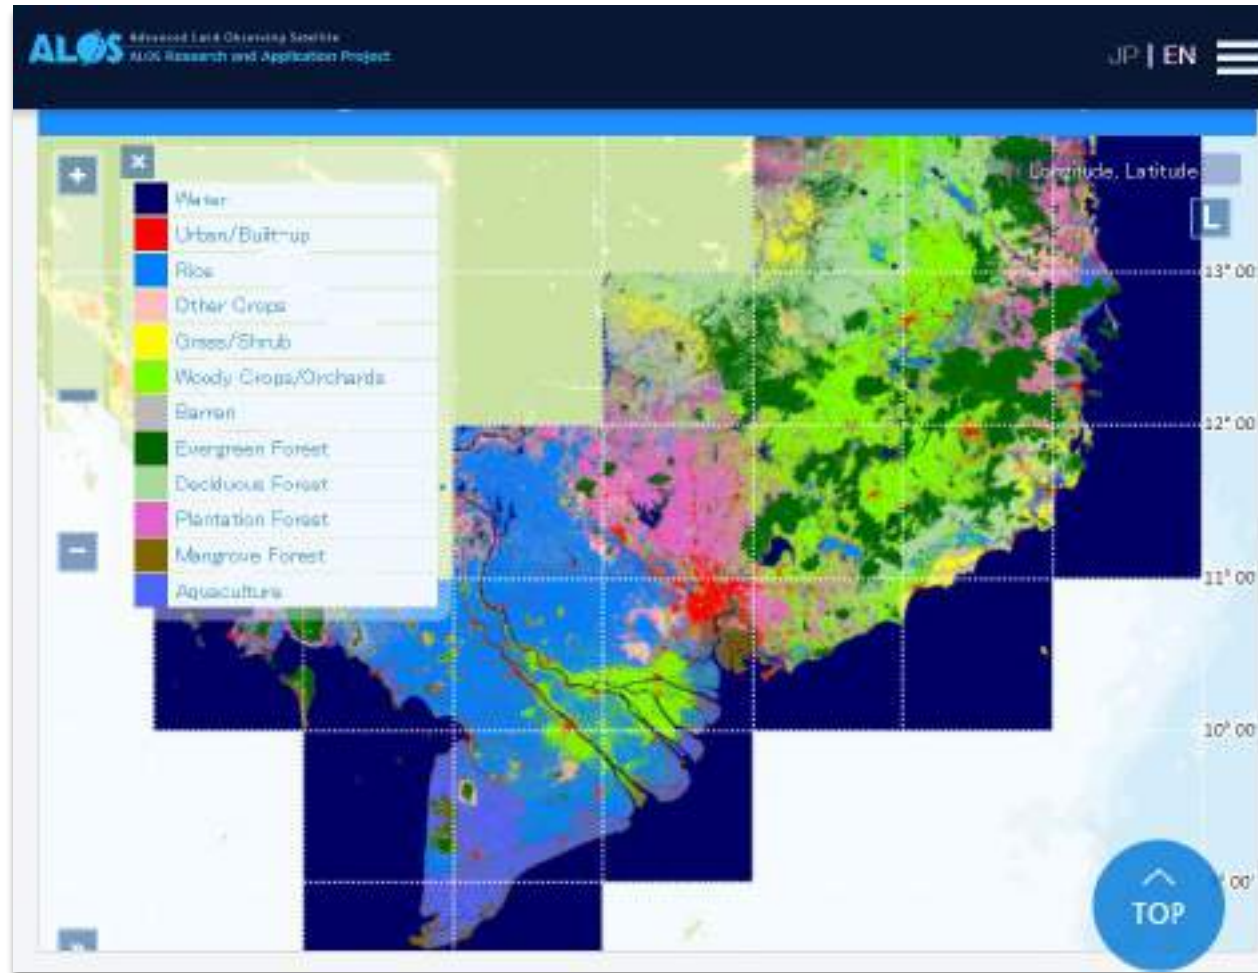 ALOS
Advanced Land Observing Satellite
ALOS Research and Application Project
JP | EN
Longitude, Latitude
L
Water
Urban/Built-up
Rice
Other Crops
Grass/Shrub
Woody Crops/Orchards
Barren
Evergreen Forest
Deciduous Forest
Plantation Forest
Mangrove Forest
Aquaculture
13° 00
12° 00
11° 00
10° 00
00'
TOP